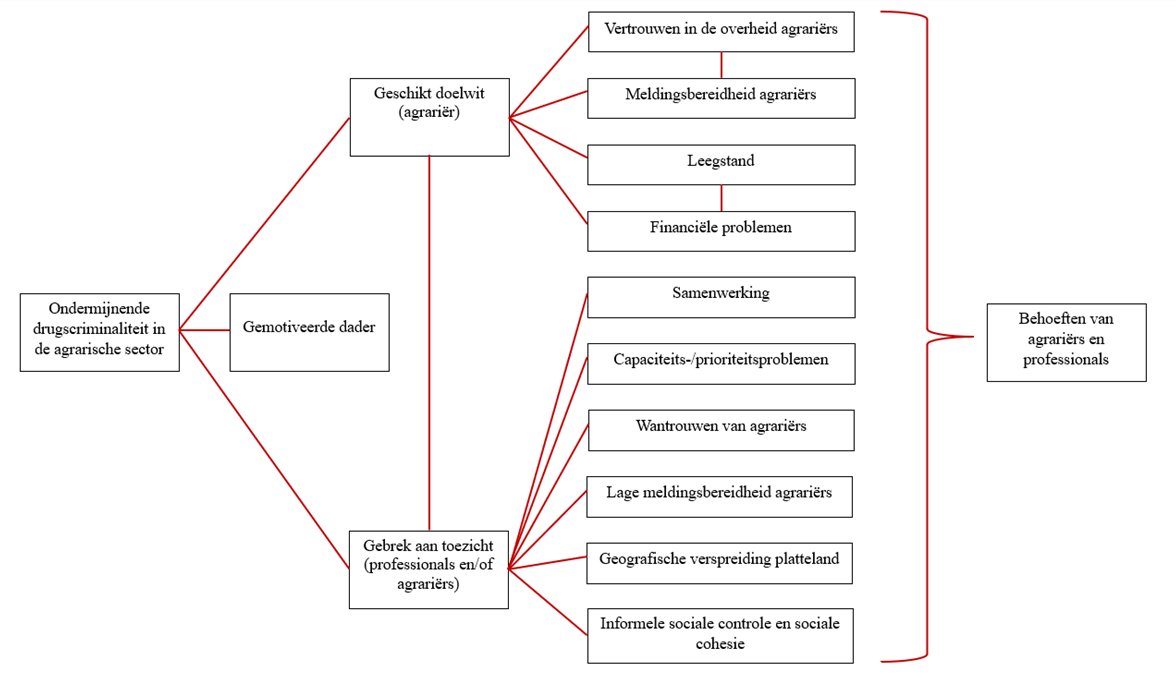 Ondermijnende
drugscriminaliteit in
de agrarische sector
Geschikt doelwit
(agrariër)
Gemotiveerde dader
Gebrek aan toezicht
(professionals en/of
agrariërs)
Vertrouwen in de overheid agrariërs
Meldingsbereidheid agrariërs
Leegstand
Financiële problemen
Samenwerking
Capaciteits-/prioriteitsproblemen
Wantrouwen van agrariërs
Lage meldingsbereidheid agrariërs
Geografische verspreiding platteland
Informele sociale controle en sociale
cohesie
Behoeften van
agrariërs en
professionals